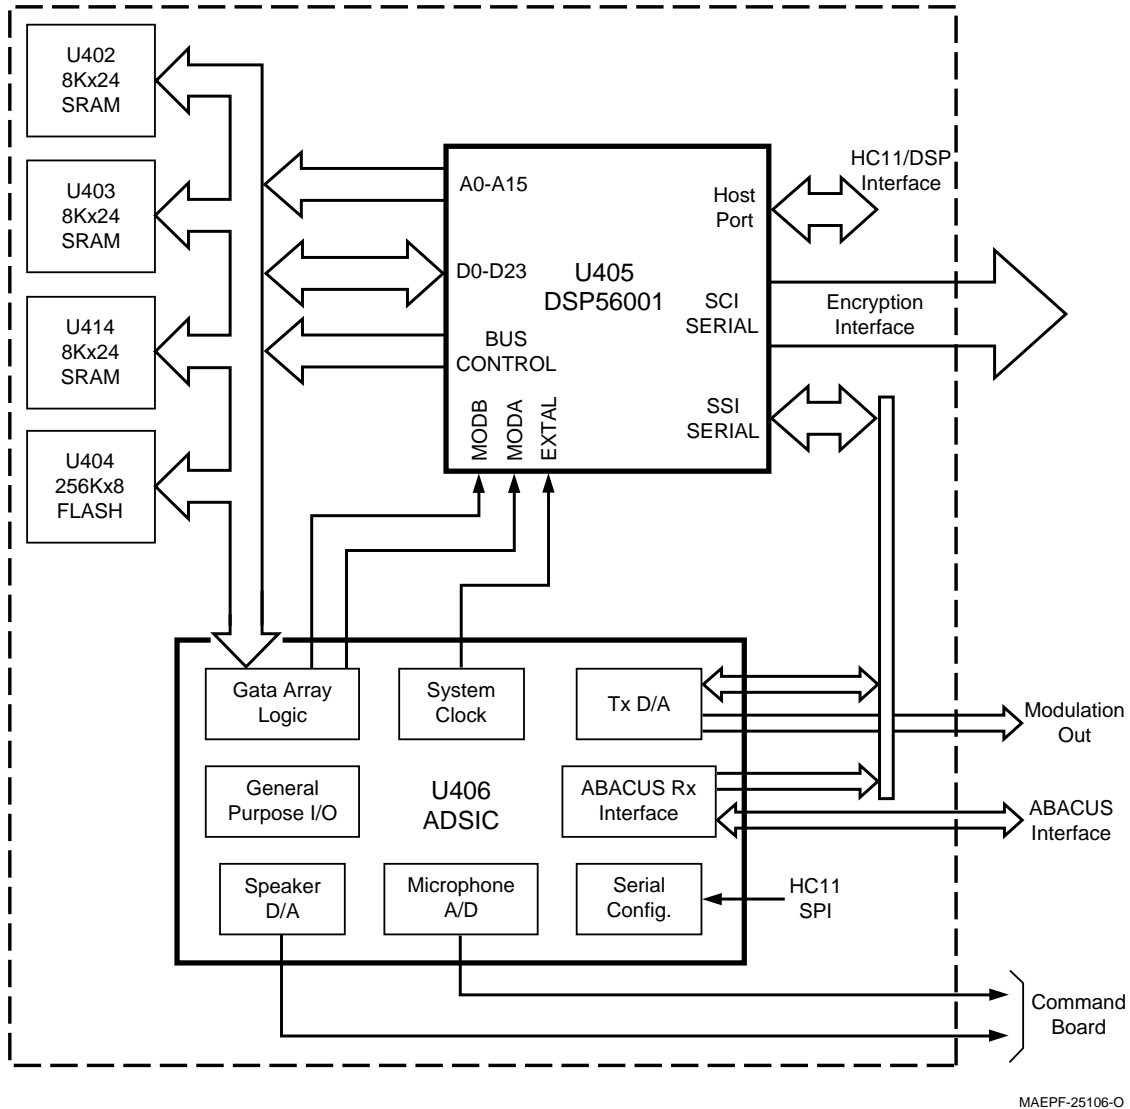 U402
8Kx24
SRAM
U403
8Kx24
SRAM
U414
8Kx24
SRAM
U404
256Kx8
FLASH
A0-A15
D0-D23
BUS
CONTROL
MODB
MODA
EXTAL
U405
DSP56001
Host
Port
SCI
SERIAL
SSI
SERIAL
HC11/DSP
Interface
Encryption
Interface
Gata Array
Logic
System
Clock
Tx D/A
General
Purpose I/O
U406
ADSIC
ABACUS Rx
Interface
Speaker
D/A
Microphone
A/D
Serial
Config.
HC11
SPI
Modulation
Out
ABACUS
Interface
Command
Board
MAEPF-25106-O